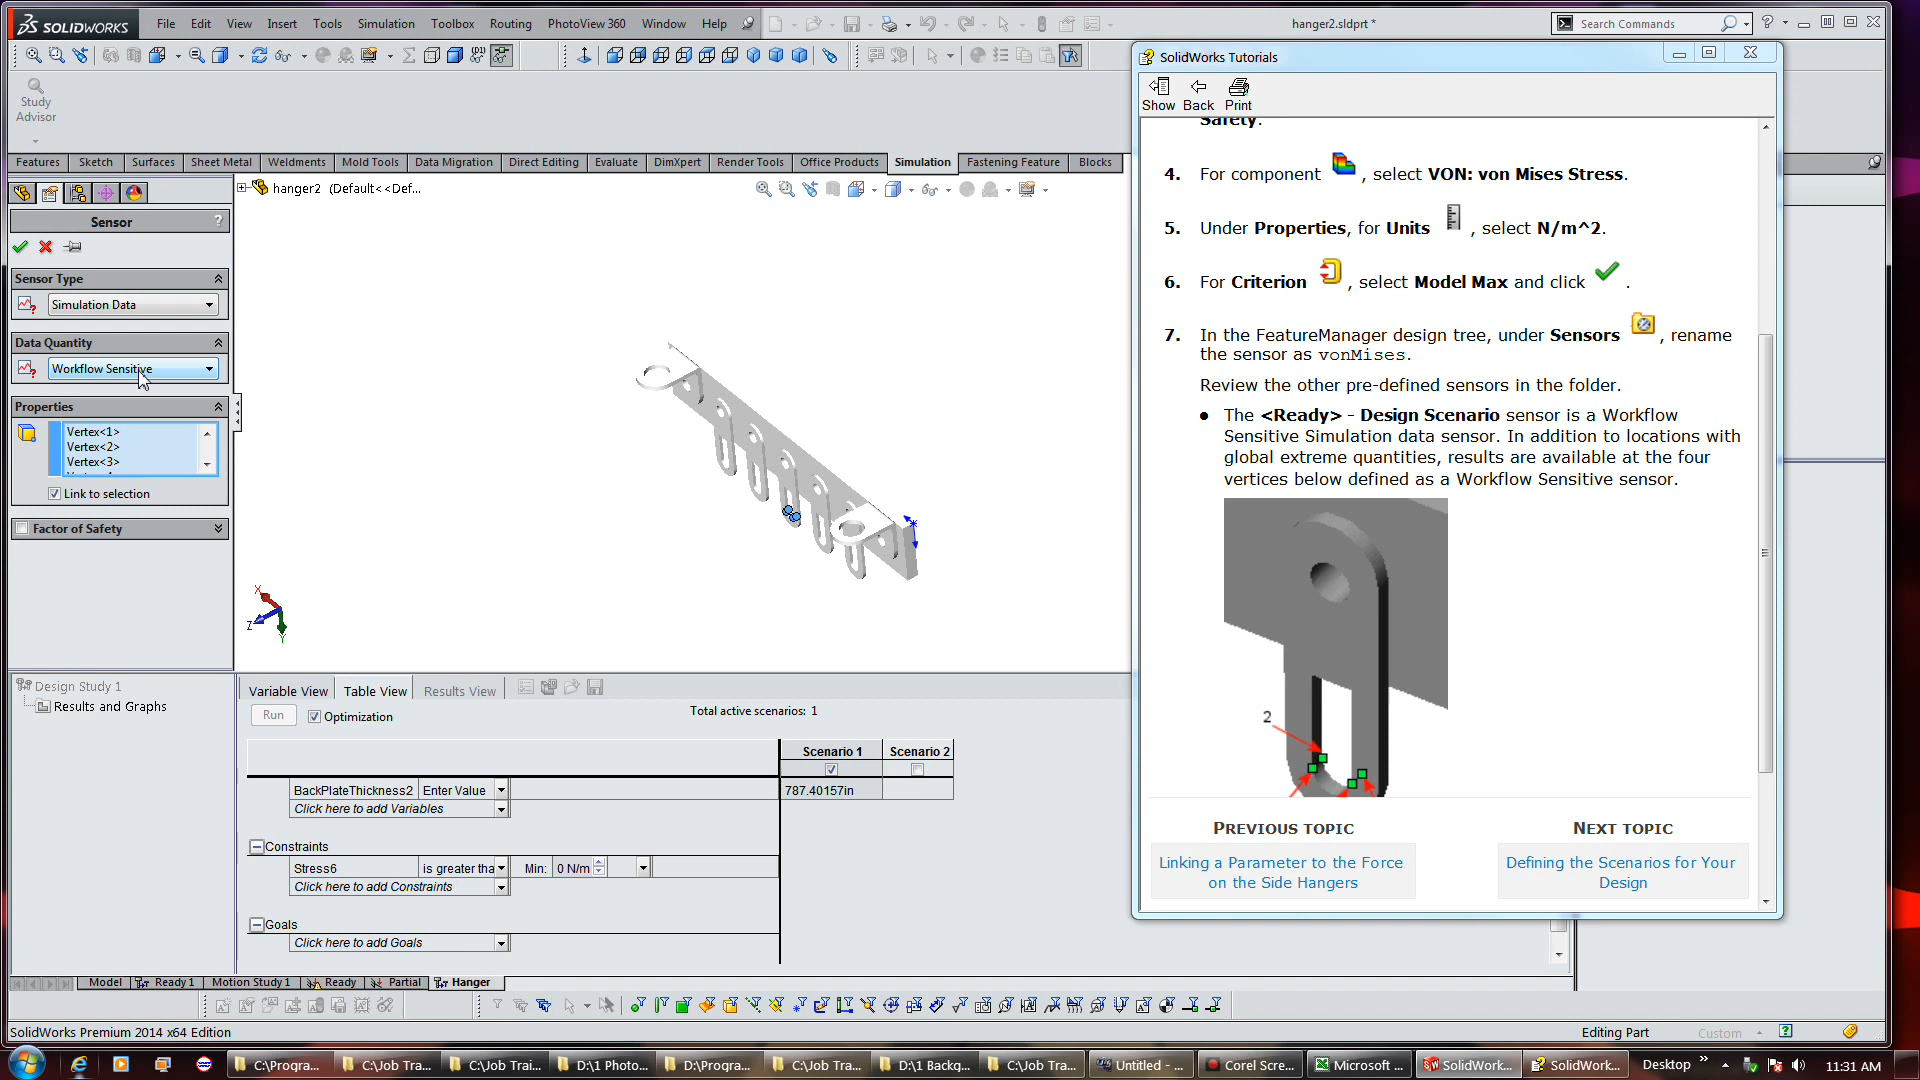 SOLIDWORKS
File Edit View Insert Tools Simulation Toolbox Routing PhotoView 360 Window Help
hanger2.sldprt *
Search Commands
SolidWorks Tutorials
Show Back Print
Study
Advisor
Features Sketch Surfaces Sheet Metal Weldments Mold Tools Data Migration Direct Editing Evaluate DimXpert Render Tools Office Products Simulation Fastening Feature Blocks
hanger2 (Default<<Def...
Sensor ?
Sensor Type
Simulation Data
Data Quantity
Workflow Sensitive
Properties
Vertex<1>
Vertex<2>
Vertex<3>
Link to selection
Factor of Safety
X
Z
Y
Safety.
4. For component , select VON: von Mises Stress.
5. Under Properties, for Units , select N/m^2.
6. For Criterion , select Model Max and click .
7. In the FeatureManager design tree, under Sensors , rename
the sensor as vonMises.
Review the other pre-defined sensors in the folder.
• The <Ready> - Design Scenario sensor is a Workflow
Sensitive Simulation data sensor. In addition to locations with
global extreme quantities, results are available at the four
vertices below defined as a Workflow Sensitive sensor.
2
PREVIOUS TOPIC
NEXT TOPIC
Linking a Parameter to the Force
on the Side Hangers
Defining the Scenarios for Your
Design
Design Study 1
Results and Graphs
Variable View Table View Results View
Run Optimization
Total active scenarios: 1
Scenario 1 Scenario 2
BackPlateThickness2 Enter Value 787.40157in
Click here to add Variables
Constraints
Stress6 is greater tha Min: 0 N/m
Click here to add Constraints
Goals
Click here to add Goals
Model Ready 1 Motion Study 1 Ready Partial Hanger
SolidWorks Premium 2014 x64 Edition
Editing Part
Custom
C:\Progra...
C:\Job Tra...
C:\Job Trai...
D:\1 Photo...
D:\Progra...
C:\Job Tra...
D:\1 Backg...
C:\Job Tra...
Untitled - ...
Corel Scre...
Microsoft ...
SolidWork...
SolidWork...
Desktop
11:31 AM